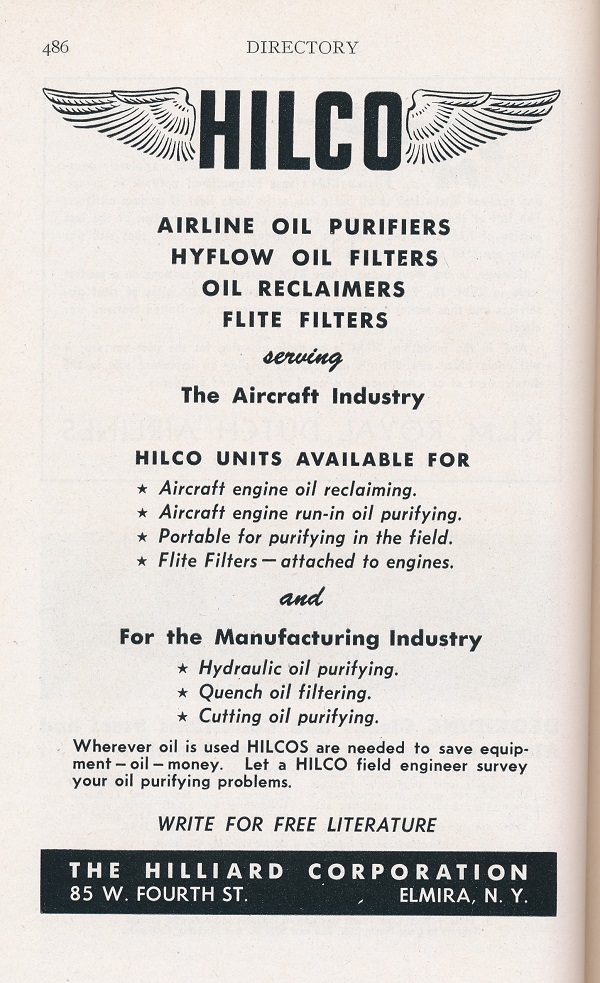 486
DIRECTORY
HILCO
AIRLINE OIL PURIFIERS
HYFLOW OIL FILTERS
OIL RECLAIMERS
FLITE FILTERS
serving
The Aircraft Industry
HILCO UNITS AVAILABLE FOR
★ Aircraft engine oil reclaiming.
★ Aircraft engine run-in oil purifying.
★ Portable for purifying in the field.
★ Flite Filters — attached to engines.
and
For the Manufacturing Industry
★ Hydraulic oil purifying.
★ Quench oil filtering.
★ Cutting oil purifying.
Wherever oil is used HILCOS are needed to save equip-
ment — oil — money. Let a HILCO field engineer survey
your oil purifying problems.
WRITE FOR FREE LITERATURE
THE HILLIARD CORPORATION
85 W. FOURTH ST. ELMIRA, N. Y.